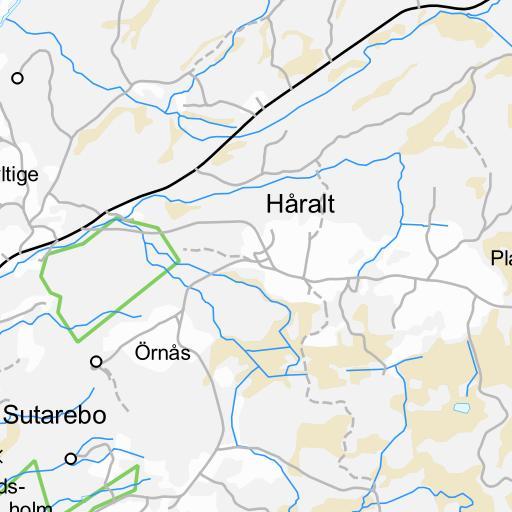 ltige
Håralt
Pla
Örnås
Sutarebo
k
ds-
holm